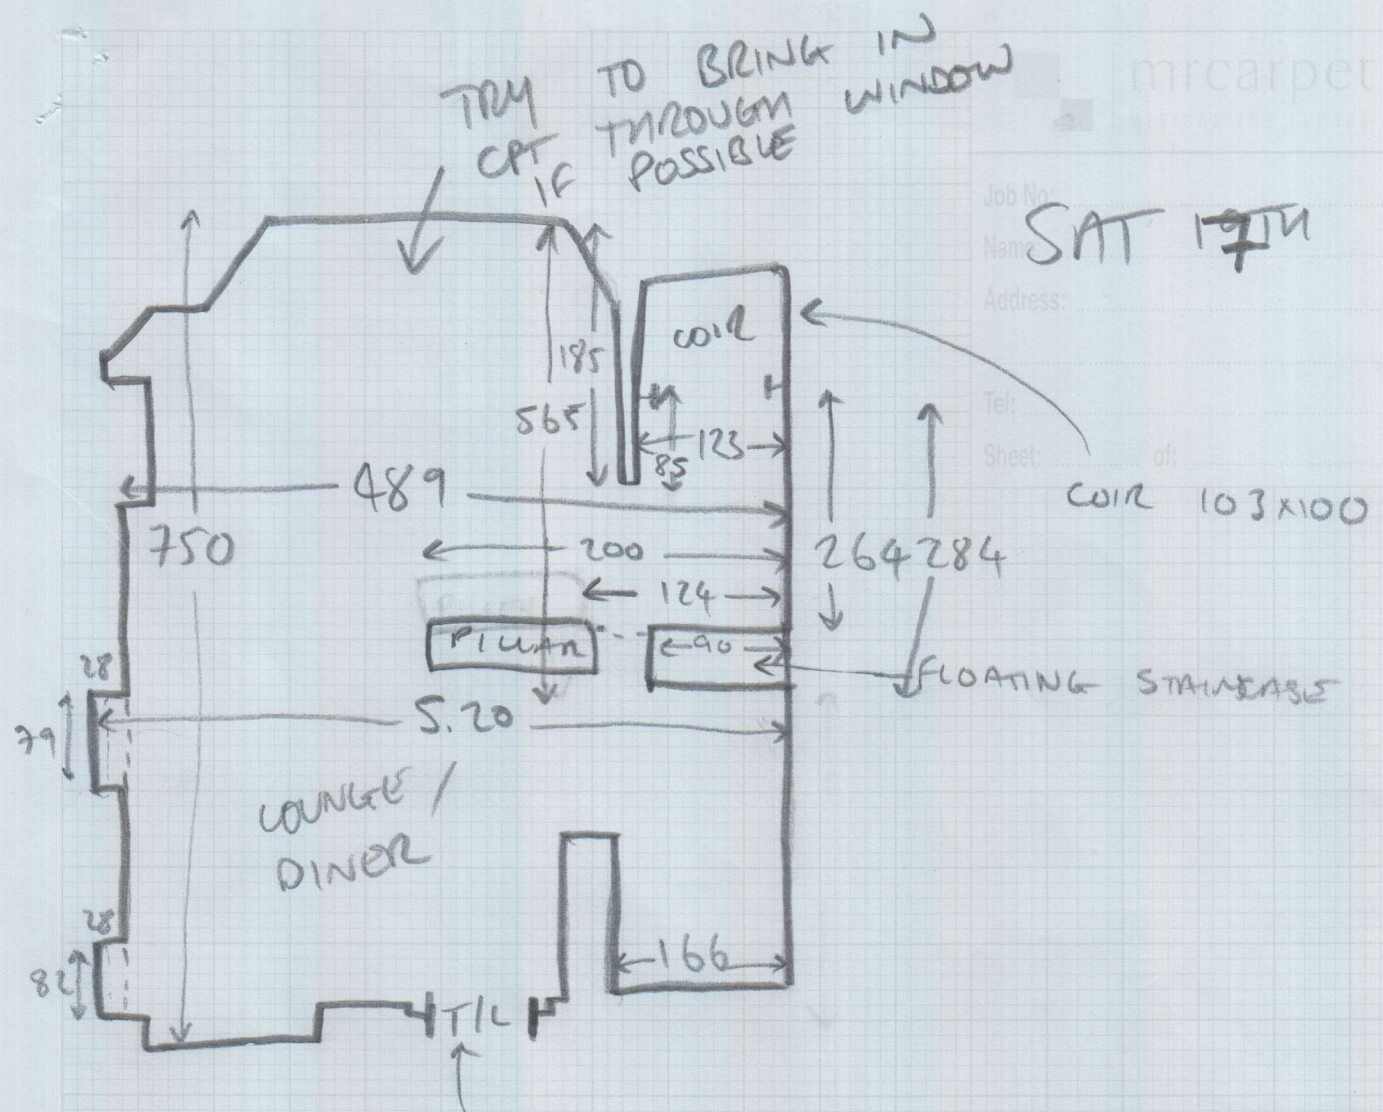 TRY TO BRING IN
CPT THROUGH WINDOW
IF POSSIBLE
mrcarpet
Job No:
SAT 17TH
Name:
Address:
COIR
185
Tel:
565
123
85
Sheet: of:
489
COIR 103x100
750
200
264
284
124
PILLAR
90
28
FLOATING STAIRCASE
5.20
79
LOUNGE /
DINER
28
166
82
T/L